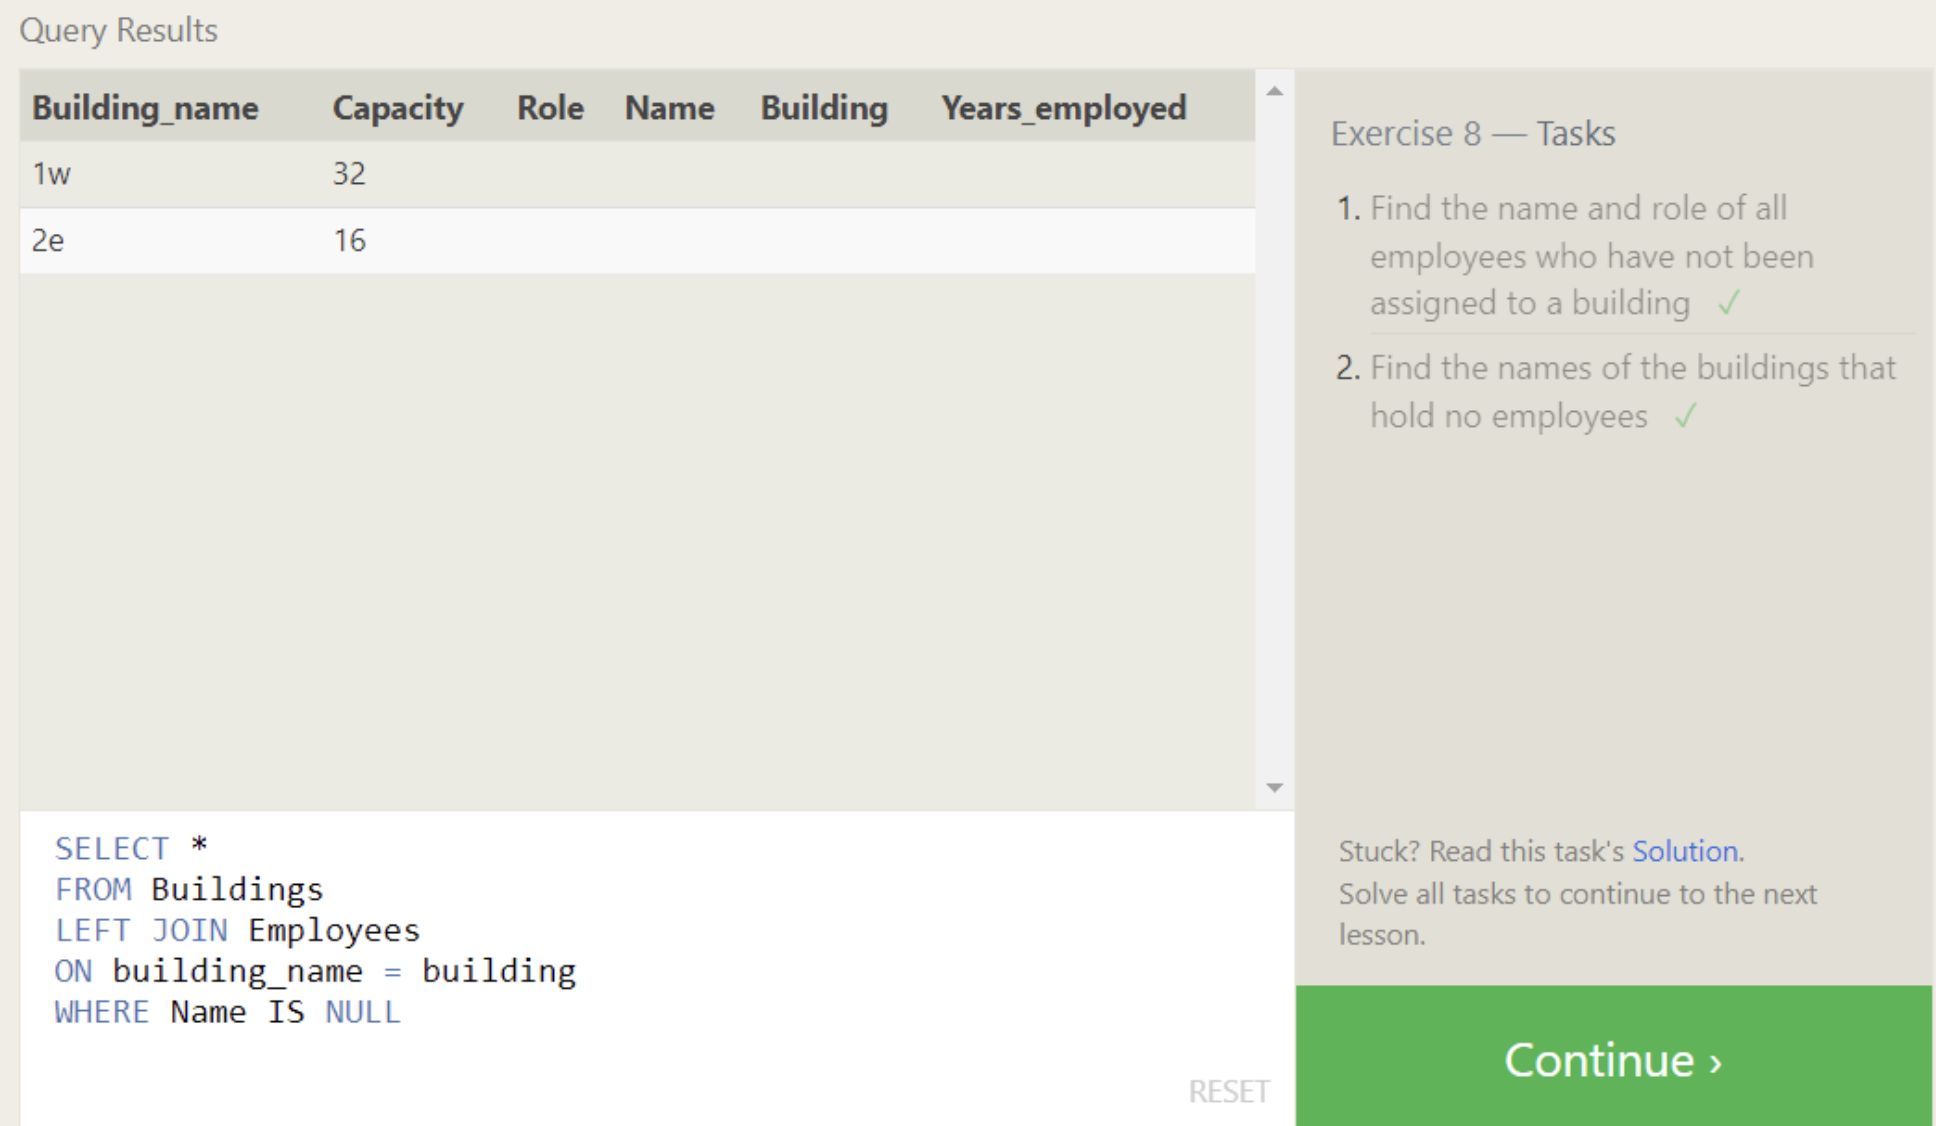 Query Results
Building_name Capacity Role Name Building Years_employed
1w 32
2e 16
SELECT *
FROM Buildings
LEFT JOIN Employees
ON building_name = building
WHERE Name IS NULL
RESET
Exercise 8 — Tasks
1. Find the name and role of all
employees who have not been
assigned to a building ✓
2. Find the names of the buildings that
hold no employees ✓
Stuck? Read this task's Solution.
Solve all tasks to continue to the next
lesson.
Continue ›